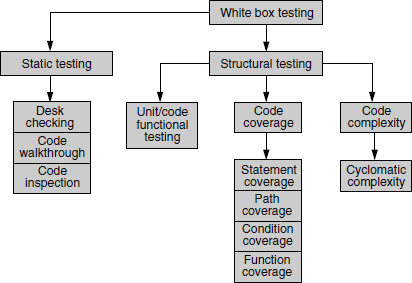 White box testing
Static testing
Structural testing
Desk
checking
Code
walkthrough
Code
inspection
Unit/code
functional
testing
Code
coverage
Statement
coverage
Path
coverage
Condition
coverage
Function
coverage
Code
complexity
Cyclomatic
complexity